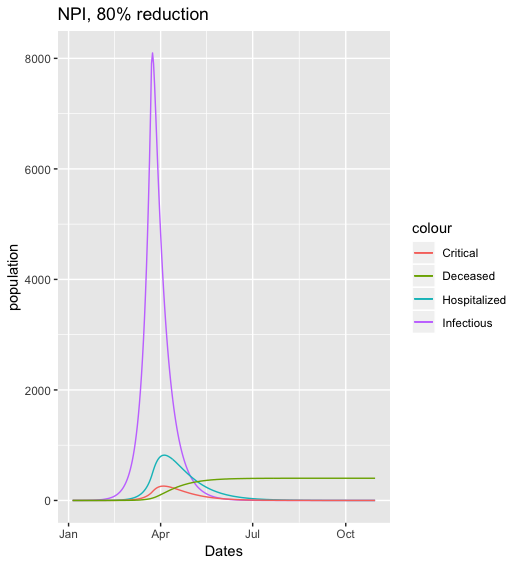 NPI, 80% reduction
8000
6000
4000
2000
0
population
Jan
Apr
Jul
Oct
Dates
colour
Critical
Deceased
Hospitalized
Infectious